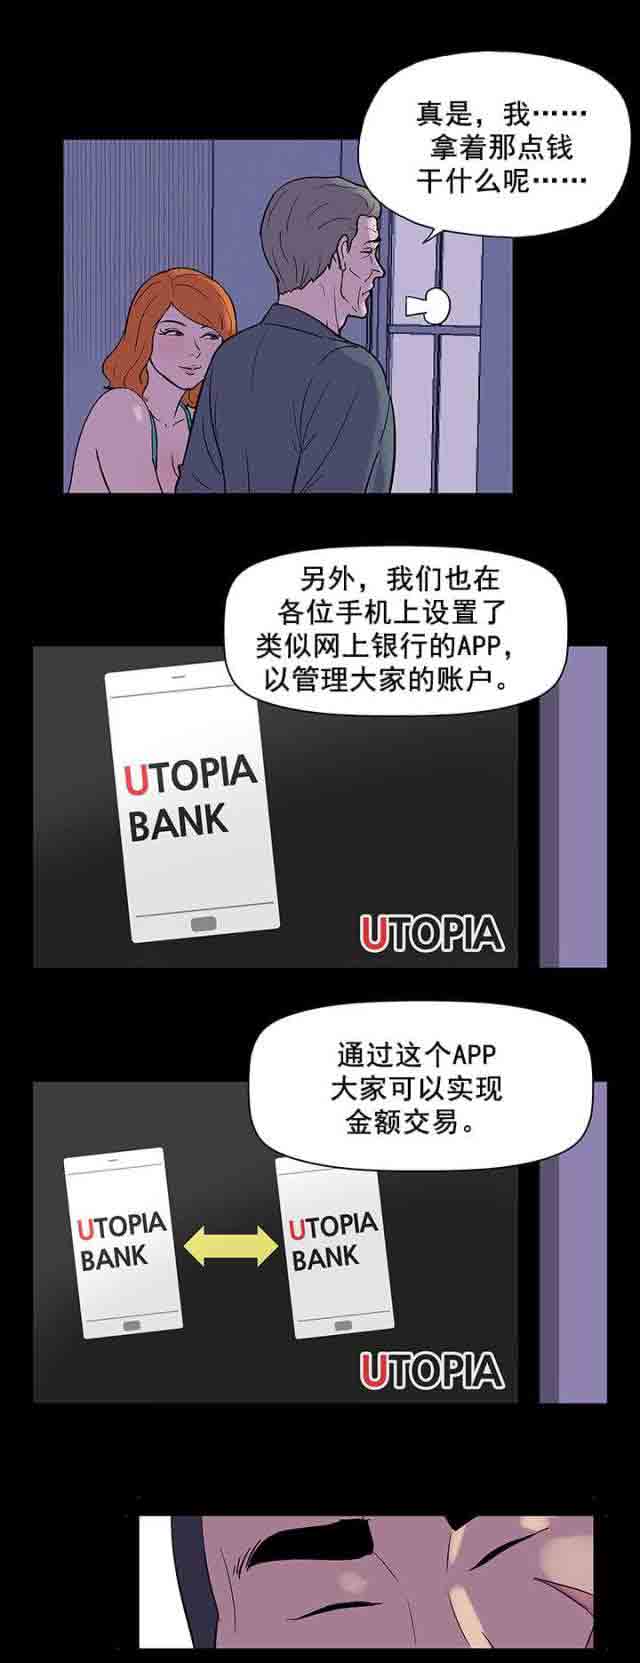 真是，我……
拿着那点钱
干什么呢……
另外，我们也在
各位手机上设置了
类似网上银行的APP，
以管理大家的账户。
UTOPIA
BANK
UTOPIA
通过这个APP
大家可以实现
金额交易。
UTOPIA
BANK
UTOPIA
BANK
UTOPIA